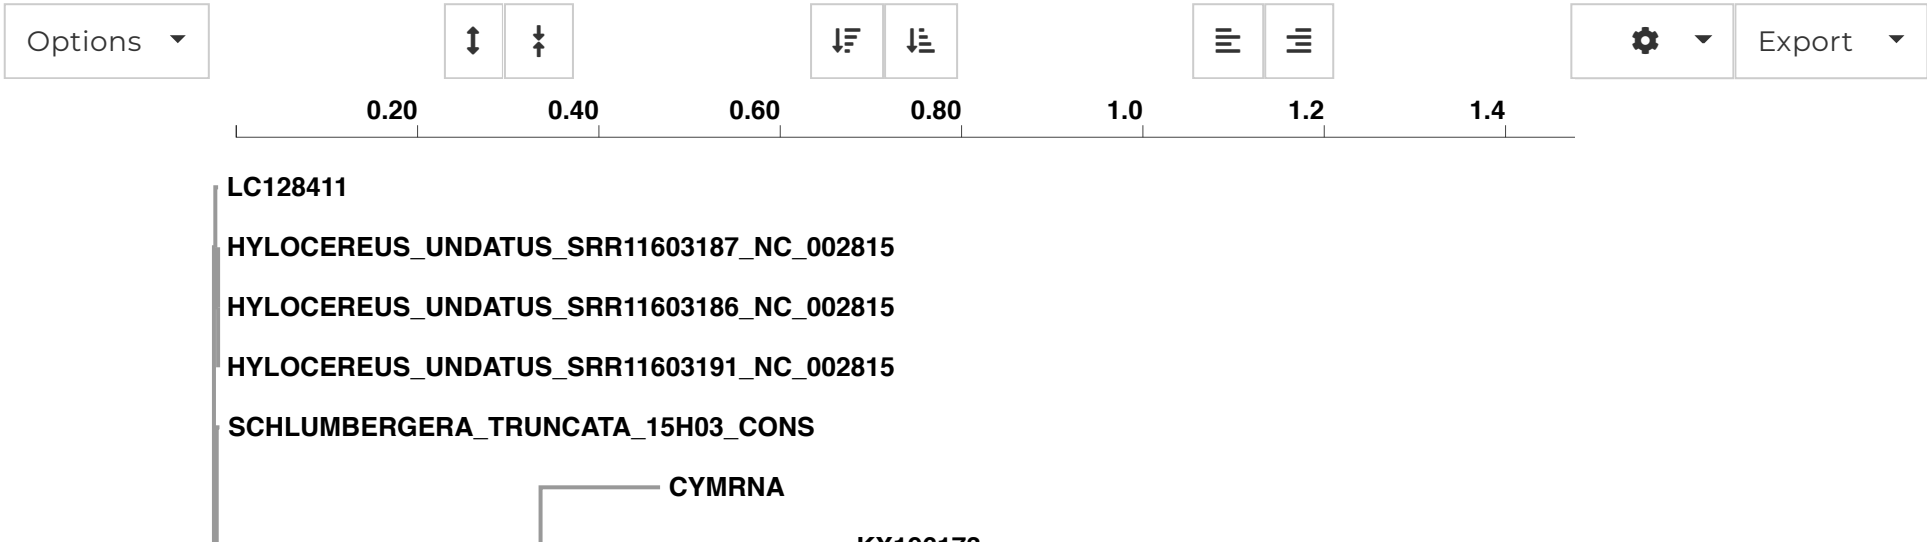 Options Export
0.20 0.40 0.60 0.80 1.0 1.2 1.4
LC128411
HYLOCEREUS_UNDATUS_SRR11603187_NC_002815
HYLOCEREUS_UNDATUS_SRR11603186_NC_002815
HYLOCEREUS_UNDATUS_SRR11603191_NC_002815
SCHLUMBERGERA_TRUNCATA_15H03_CONS
CYMRNA